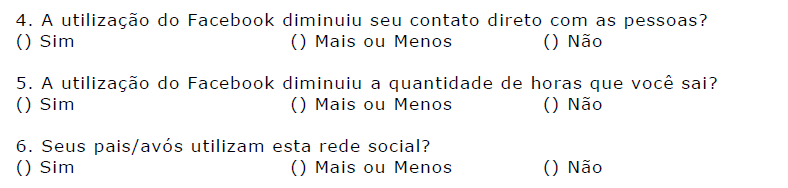 4. A utilização do Facebook diminuiu seu contato direto com as pessoas?
() Sim () Mais ou Menos () Não
5. A utilização do Facebook diminuiu a quantidade de horas que você sai?
() Sim () Mais ou Menos () Não
6. Seus pais/avós utilizam esta rede social?
() Sim () Mais ou Menos () Não